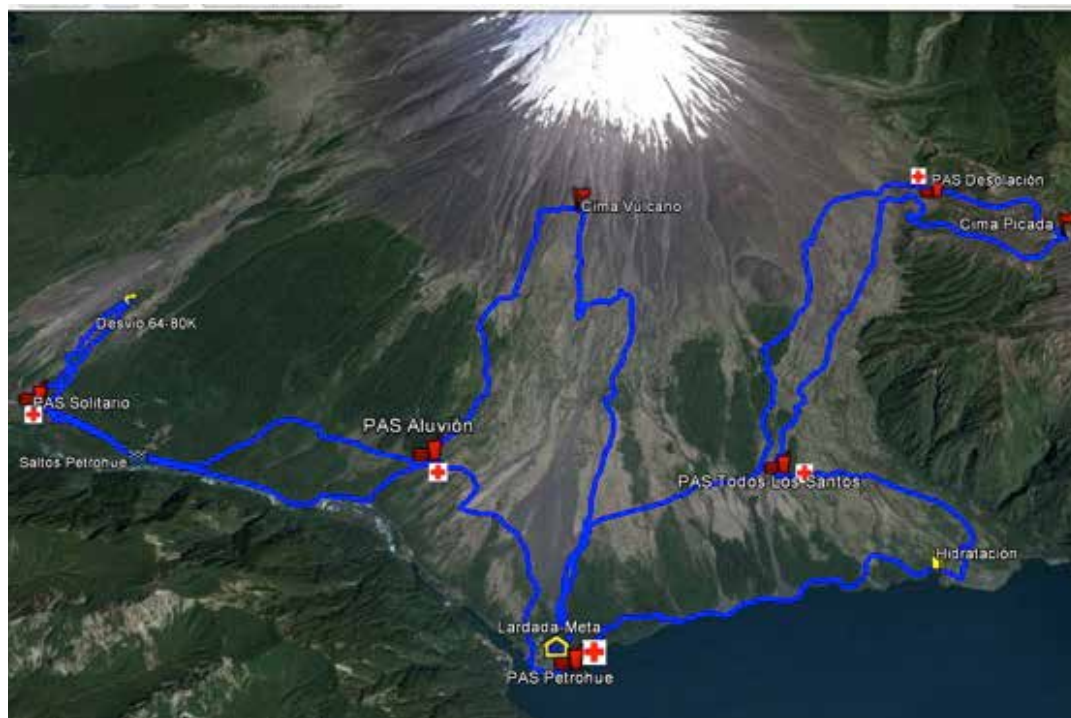 PAS Desolación
Cima Vulcano
Cima Picada
Desvio 64-80K
PAS Solitario
PAS Aluvión
Saltos Petrohue
PAS Todos Los Santos
Hidratación
Lardada-Meta
PAS Petrohue